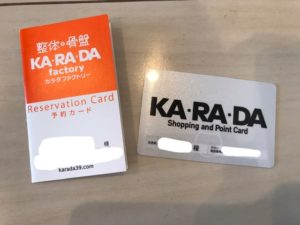 整体×骨盤
KA·RA·DA
factory
カラダファクトリー
Reservation Card
予約カード
様
karada39.com
KA·RA·DA
Shopping and Point Card
様